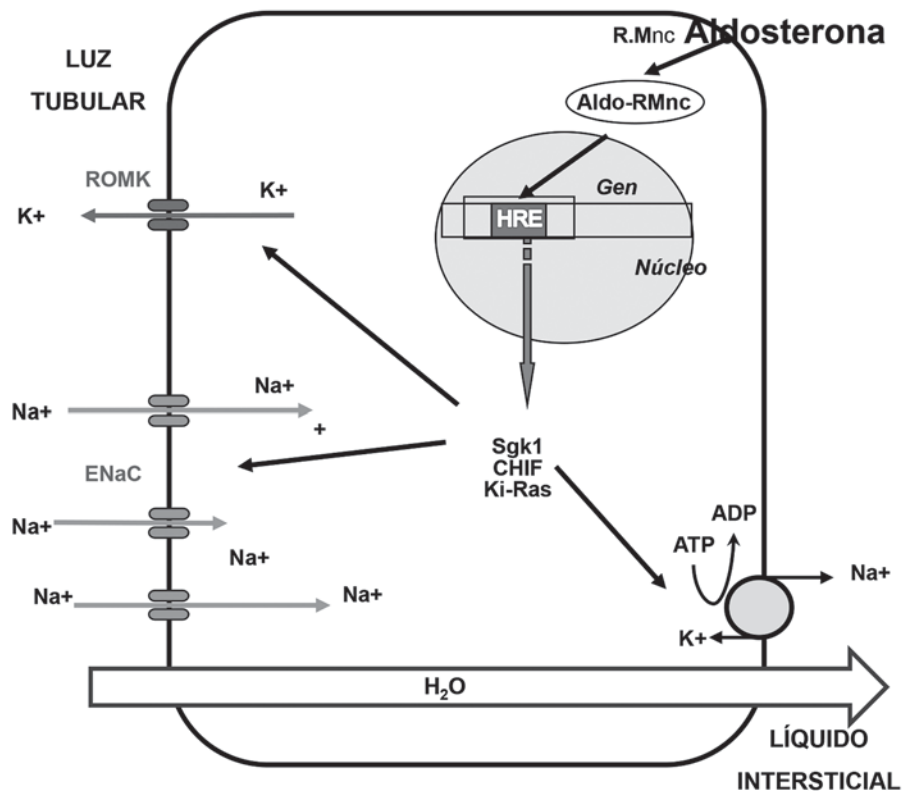 R.Mnc Aldosterona
LUZ
TUBULAR
Aldo-RMnc
ROMK
K+
K+
Gen
HRE
Núcleo
Na+
Na+
+
ENaC
Sgk1
CHIF
Ki-Ras
Na+
Na+
ADP
ATP
Na+
Na+
Na+
K+
H₂O
LÍQUIDO
INTERSTICIAL